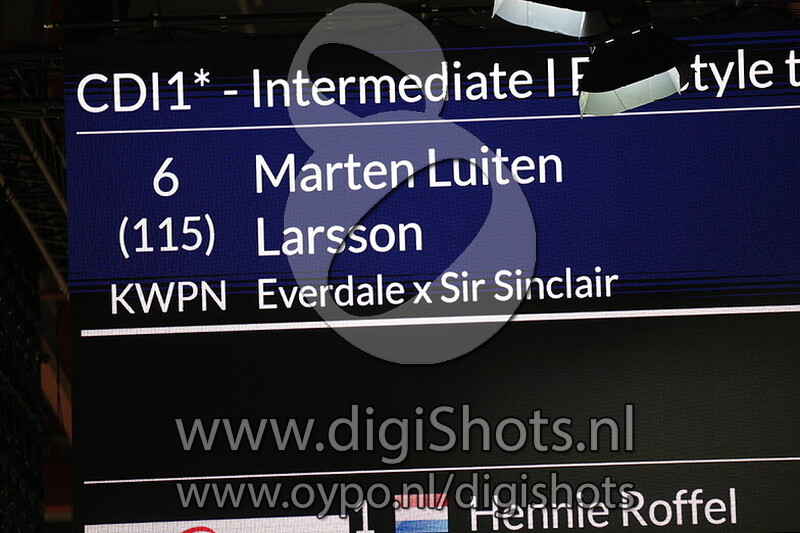 CDI1* - Intermediate I style t
6 Marten Luiten
(115) Larsson
KWPN Everdale x Sir Sinclair
www.digiShots.nl
www.oypo.nl/digishots
1 Hennie Roffel